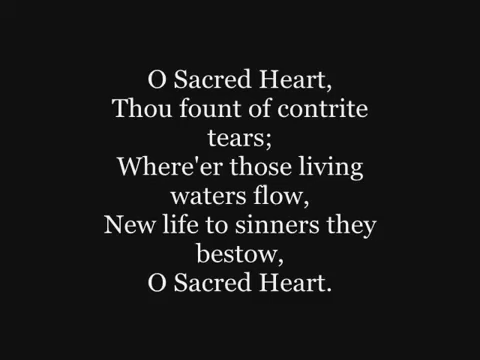 O Sacred Heart,
Thou fount of contrite
tears;
Where'er those living
waters flow,
New life to sinners they
bestow,
O Sacred Heart.